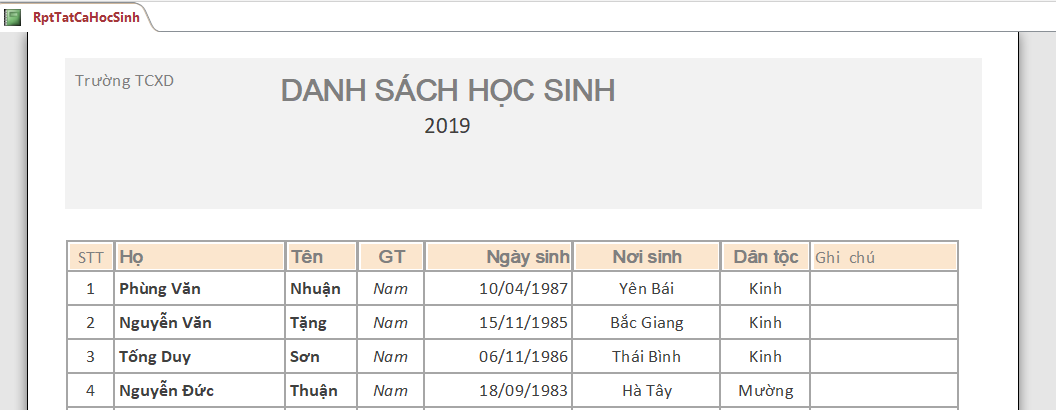 RptTatCaHocSinh
Trường TCXD
DANH SÁCH HỌC SINH
2019
STT Họ Tên GT Ngày sinh Nơi sinh Dân tộc Ghi chú
1 Phùng Văn Nhuận Nam 10/04/1987 Yên Bái Kinh
2 Nguyễn Văn Tặng Nam 15/11/1985 Bắc Giang Kinh
3 Tống Duy Sơn Nam 06/11/1986 Thái Bình Kinh
4 Nguyễn Đức Thuận Nam 18/09/1983 Hà Tây Mường